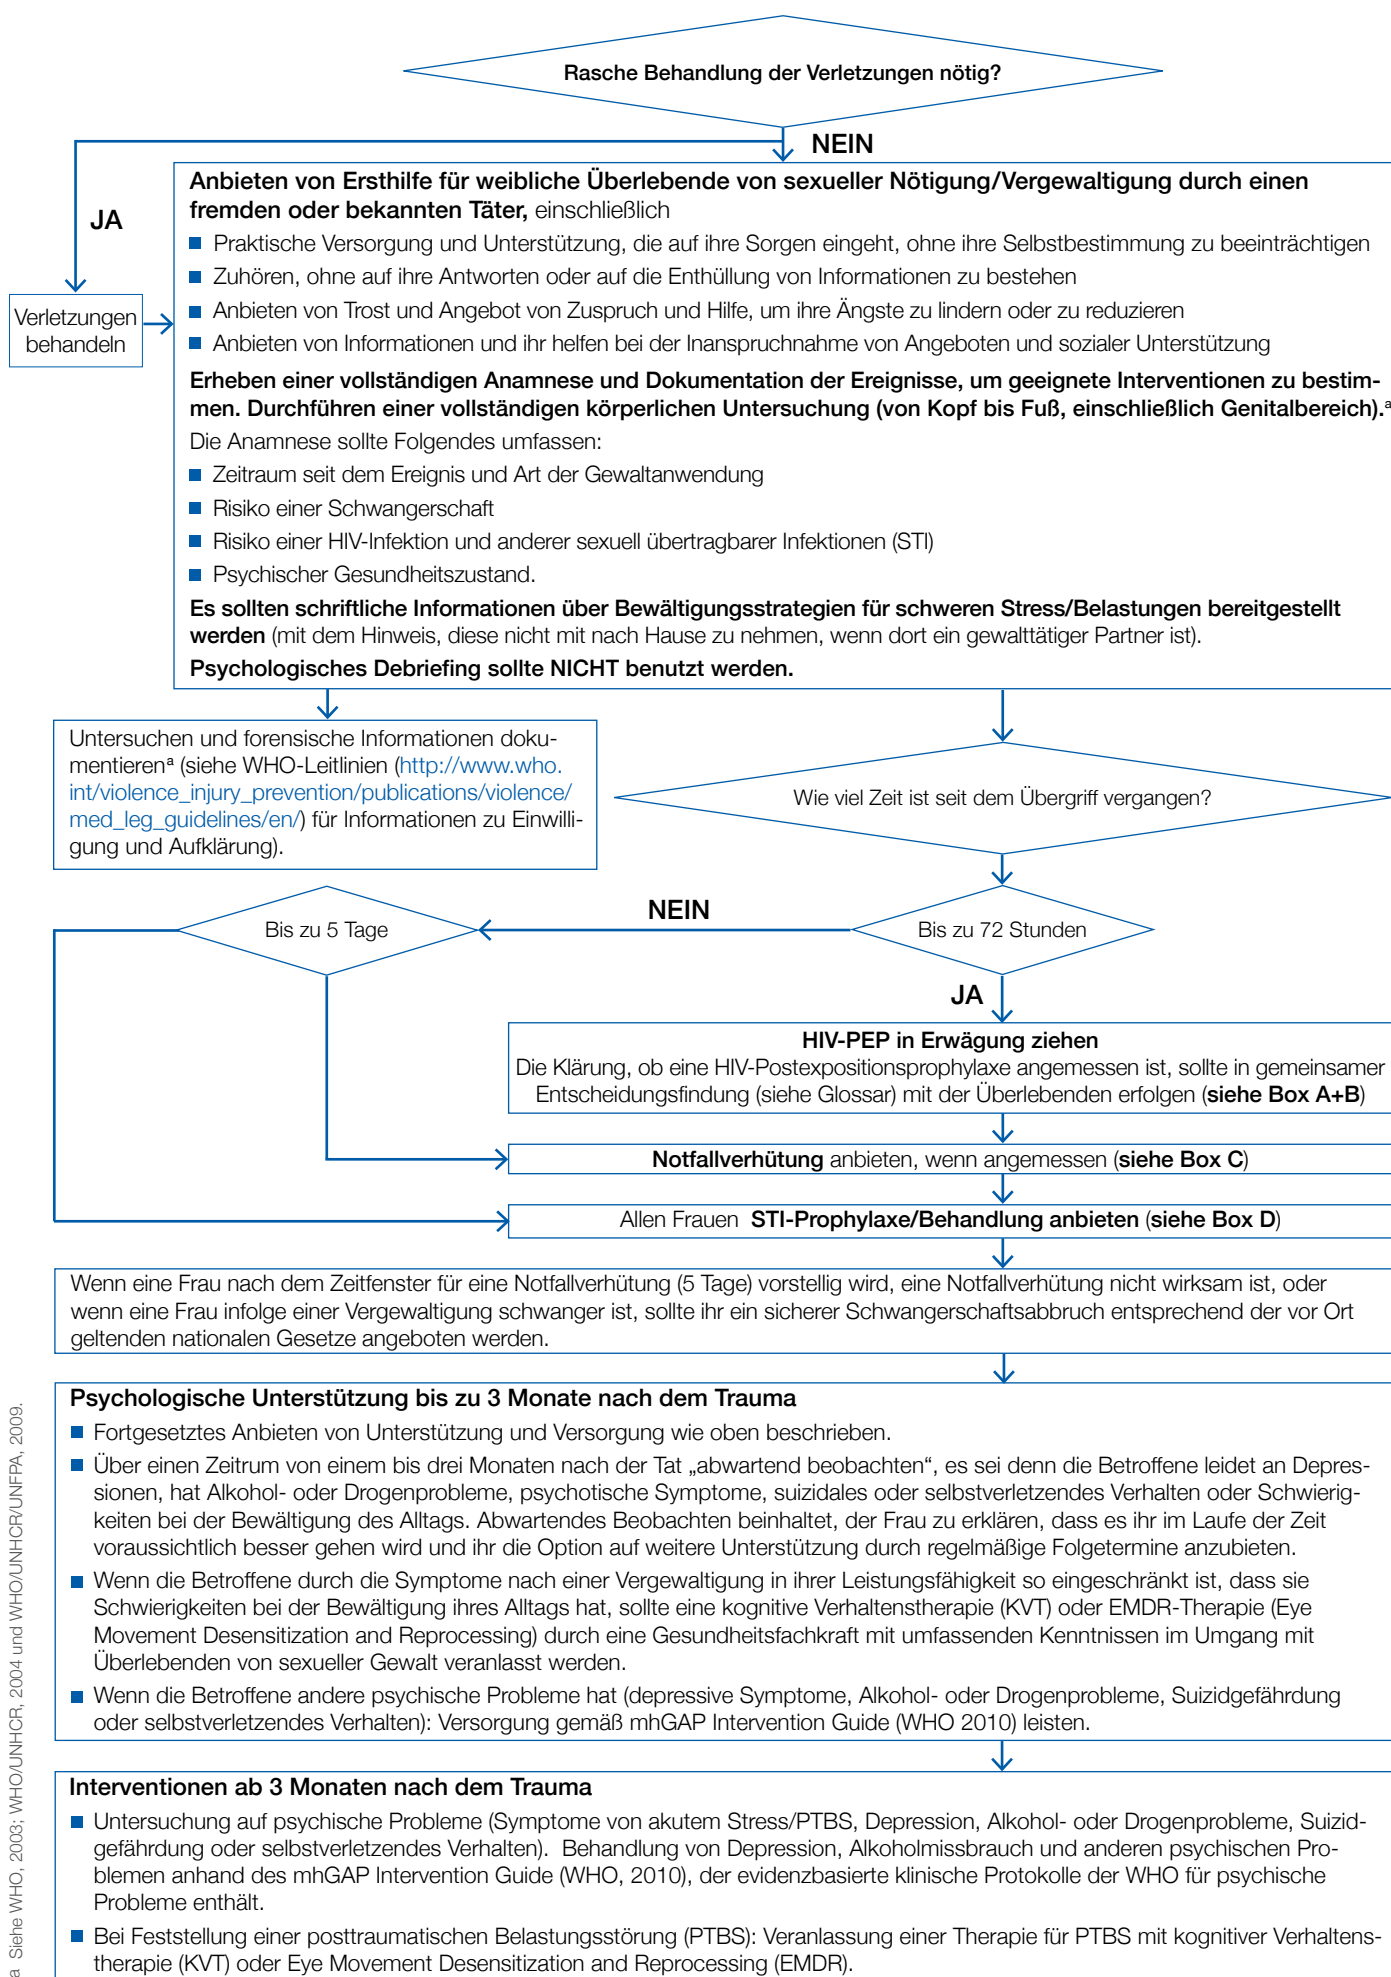 Rasche Behandlung der Verletzungen nötig?
NEIN
JA
Verletzungen
behandeln
Anbieten von Ersthilfe für weibliche Überlebende von sexueller Nötigung/Vergewaltigung durch einen
fremden oder bekannten Täter, einschließlich
■ Praktische Versorgung und Unterstützung, die auf ihre Sorgen eingeht, ohne ihre Selbstbestimmung zu beeinträchtigen
■ Zuhören, ohne auf ihre Antworten oder auf die Enthüllung von Informationen zu bestehen
■ Anbieten von Trost und Angebot von Zuspruch und Hilfe, um ihre Ängste zu lindern oder zu reduzieren
■ Anbieten von Informationen und ihr helfen bei der Inanspruchnahme von Angeboten und sozialer Unterstützung
Erheben einer vollständigen Anamnese und Dokumentation der Ereignisse, um geeignete Interventionen zu bestim-
men. Durchführen einer vollständigen körperlichen Untersuchung (von Kopf bis Fuß, einschließlich Genitalbereich).ª
Die Anamnese sollte Folgendes umfassen:
■ Zeitraum seit dem Ereignis und Art der Gewaltanwendung
■ Risiko einer Schwangerschaft
■ Risiko einer HIV-Infektion und anderer sexuell übertragbarer Infektionen (STI)
■ Psychischer Gesundheitszustand.
Es sollten schriftliche Informationen über Bewältigungsstrategien für schweren Stress/Belastungen bereitgestellt
werden (mit dem Hinweis, diese nicht mit nach Hause zu nehmen, wenn dort ein gewalttätiger Partner ist).
Psychologisches Debriefing sollte NICHT benutzt werden.
Untersuchen und forensische Informationen doku-
mentierenª (siehe WHO-Leitlinien (http://www.who.
int/violence_injury_prevention/publications/violence/
med_leg_guidelines/en/) für Informationen zu Einwilli-
gung und Aufklärung).
Wie viel Zeit ist seit dem Übergriff vergangen?
Bis zu 5 Tage
NEIN
Bis zu 72 Stunden
JA
HIV-PEP in Erwägung ziehen
Die Klärung, ob eine HIV-Postexpositionsprophylaxe angemessen ist, sollte in gemeinsamer
Entscheidungsfindung (siehe Glossar) mit der Überlebenden erfolgen (siehe Box A+B)
Notfallverhütung anbieten, wenn angemessen (siehe Box C)
Allen Frauen STI-Prophylaxe/Behandlung anbieten (siehe Box D)
Wenn eine Frau nach dem Zeitfenster für eine Notfallverhütung (5 Tage) vorstellig wird, eine Notfallverhütung nicht wirksam ist, oder
wenn eine Frau infolge einer Vergewaltigung schwanger ist, sollte ihr ein sicherer Schwangerschaftsabbruch entsprechend der vor Ort
geltenden nationalen Gesetze angeboten werden.
Psychologische Unterstützung bis zu 3 Monate nach dem Trauma
■ Fortgesetztes Anbieten von Unterstützung und Versorgung wie oben beschrieben.
■ Über einen Zeitrum von einem bis drei Monaten nach der Tat „abwartend beobachten“, es sei denn die Betroffene leidet an Depres-
sionen, hat Alkohol- oder Drogenprobleme, psychotische Symptome, suizidales oder selbstverletzendes Verhalten oder Schwierig-
keiten bei der Bewältigung des Alltags. Abwartendes Beobachten beinhaltet, der Frau zu erklären, dass es ihr im Laufe der Zeit
voraussichtlich besser gehen wird und ihr die Option auf weitere Unterstützung durch regelmäßige Folgetermine anzubieten.
■ Wenn die Betroffene durch die Symptome nach einer Vergewaltigung in ihrer Leistungsfähigkeit so eingeschränkt ist, dass sie
Schwierigkeiten bei der Bewältigung ihres Alltags hat, sollte eine kognitive Verhaltenstherapie (KVT) oder EMDR-Therapie (Eye
Movement Desensitization and Reprocessing) durch eine Gesundheitsfachkraft mit umfassenden Kenntnissen im Umgang mit
Überlebenden von sexueller Gewalt veranlasst werden.
■ Wenn die Betroffene andere psychische Probleme hat (depressive Symptome, Alkohol- oder Drogenprobleme, Suizidgefährdung
oder selbstverletzendes Verhalten): Versorgung gemäß mhGAP Intervention Guide (WHO 2010) leisten.
Interventionen ab 3 Monaten nach dem Trauma
■ Untersuchung auf psychische Probleme (Symptome von akutem Stress/PTBS, Depression, Alkohol- oder Drogenprobleme, Suizid-
gefährdung oder selbstverletzendes Verhalten). Behandlung von Depression, Alkoholmissbrauch und anderen psychischen Pro-
blemen anhand des mhGAP Intervention Guide (WHO, 2010), der evidenzbasierte klinische Protokolle der WHO für psychische
Probleme enthält.
■ Bei Feststellung einer posttraumatischen Belastungsstörung (PTBS): Veranlassung einer Therapie für PTBS mit kognitiver Verhaltens-
therapie (KVT) oder Eye Movement Desensitization and Reprocessing (EMDR).
a Siehe WHO, 2003; WHO/UNHCR, 2004 und WHO/UNHCR/UNFPA, 2009.